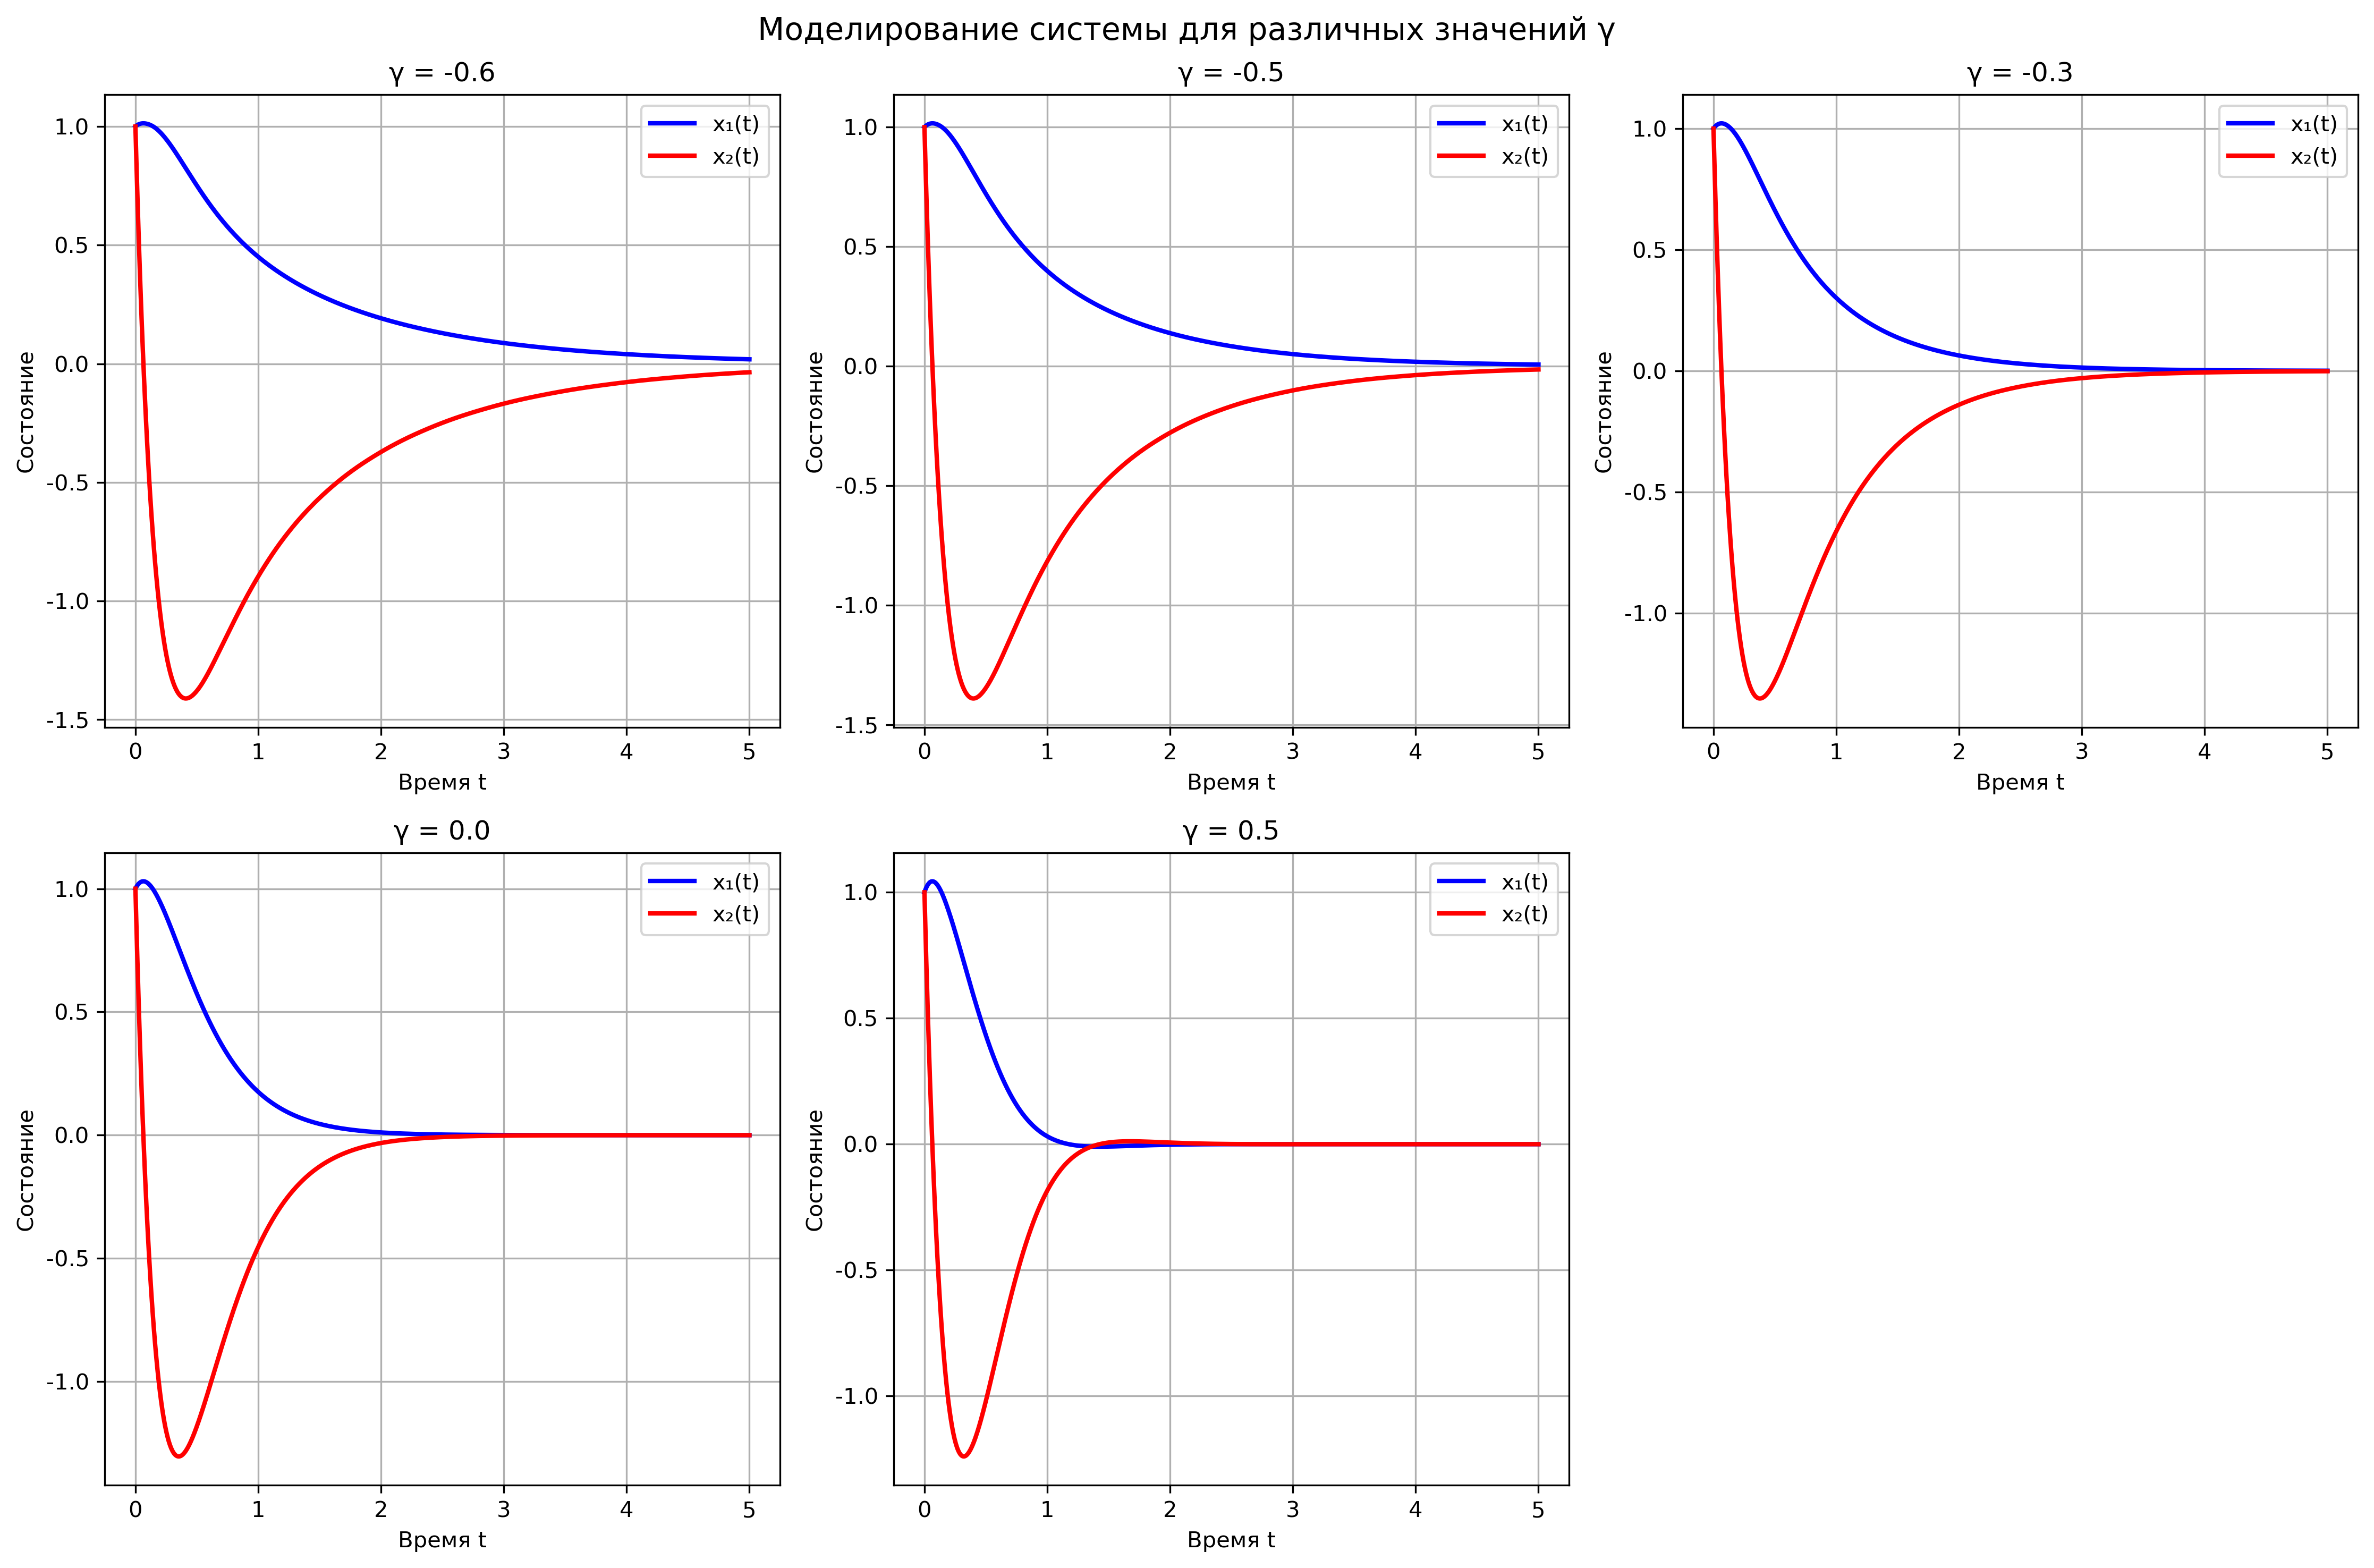 Моделирование системы для различных значений γ
γ = -0.6
x₁(t)
x₂(t)
1.0
0.5
0.0
-0.5
-1.0
-1.5
Состояние
0 1 2 3 4 5
Время t
γ = -0.5
x₁(t)
x₂(t)
1.0
0.5
0.0
-0.5
-1.0
-1.5
Состояние
0 1 2 3 4 5
Время t
γ = -0.3
x₁(t)
x₂(t)
1.0
0.5
0.0
-0.5
-1.0
Состояние
0 1 2 3 4 5
Время t
γ = 0.0
x₁(t)
x₂(t)
1.0
0.5
0.0
-0.5
-1.0
Состояние
0 1 2 3 4 5
Время t
γ = 0.5
x₁(t)
x₂(t)
1.0
0.5
0.0
-0.5
-1.0
Состояние
0 1 2 3 4 5
Время t